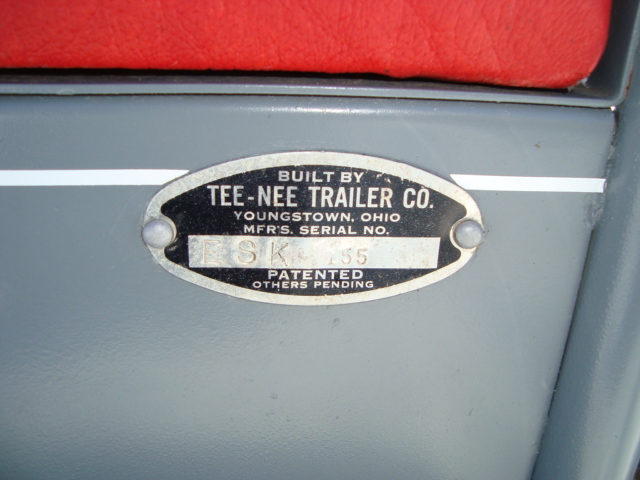 BUILT BY
TEE-NEE TRAILER CO.
YOUNGSTOWN, OHIO
MFR'S. SERIAL NO.
ESK 155
PATENTED
OTHERS PENDING